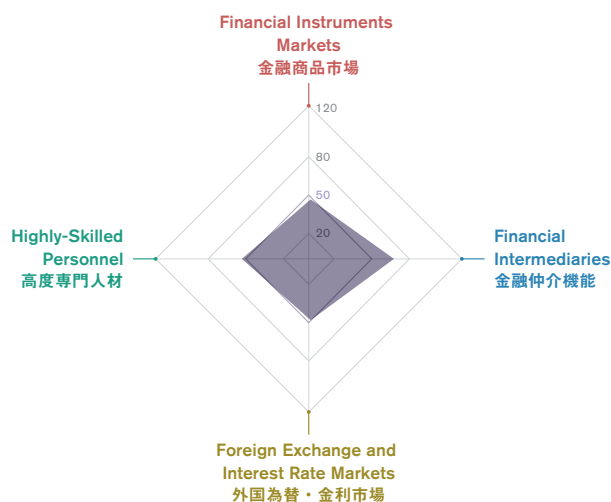 Financial Instruments
Markets
金融商品市場
120
80
50
20
Highly-Skilled
Personnel
高度専門人材
Financial
Intermediaries
金融仲介機能
Foreign Exchange and
Interest Rate Markets
外国為替・金利市場